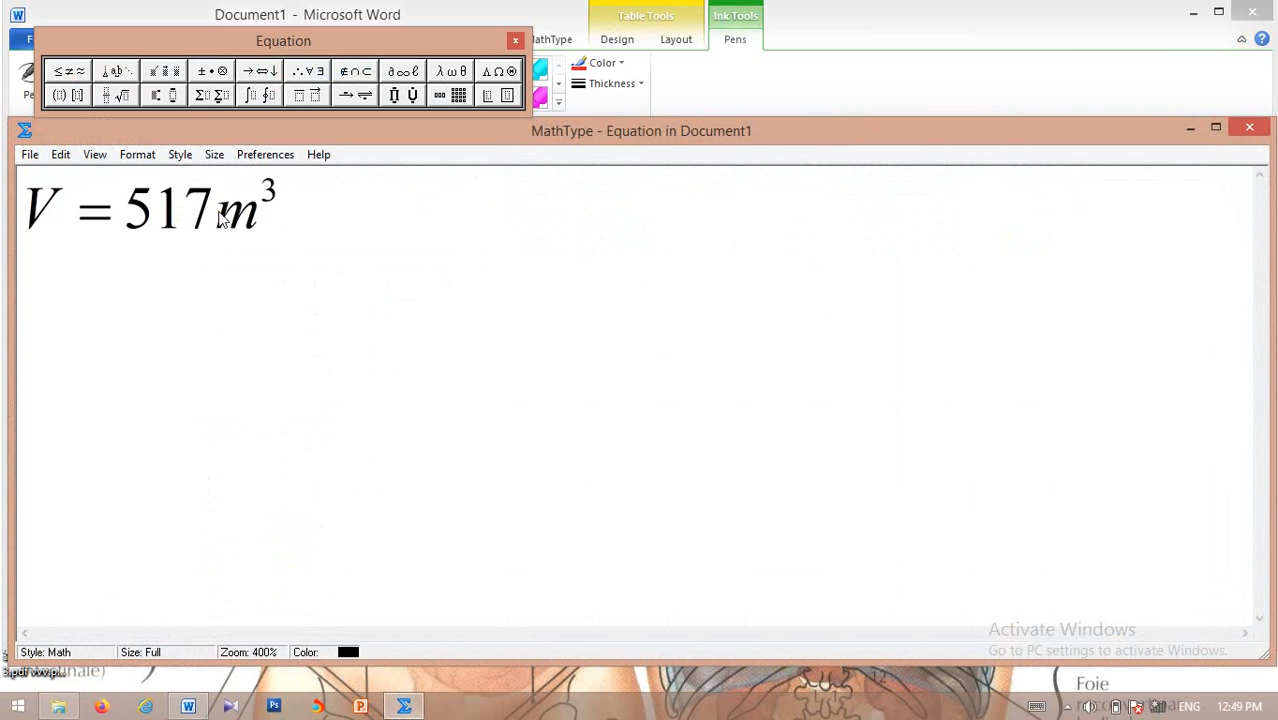 Document1 - Microsoft Word
Table Tools
Ink Tools
Equation
MathType
Design
Layout
Pens
Color
Thickness
≤ ≠ ≈
± • ⊗
→⇔↓
∴ ∀ ∃
∉ ∩ ⊂
∂ ∞ ℓ
λ ω θ
Λ Ω ⊛
MathType - Equation in Document1
File Edit View Format Style Size Preferences Help
V = 517m³
Activate Windows
Go to PC settings to activate Windows.
Style: Math
Size: Full
Zoom: 400%
Color:
12
Foie
ENG
12:49 PM